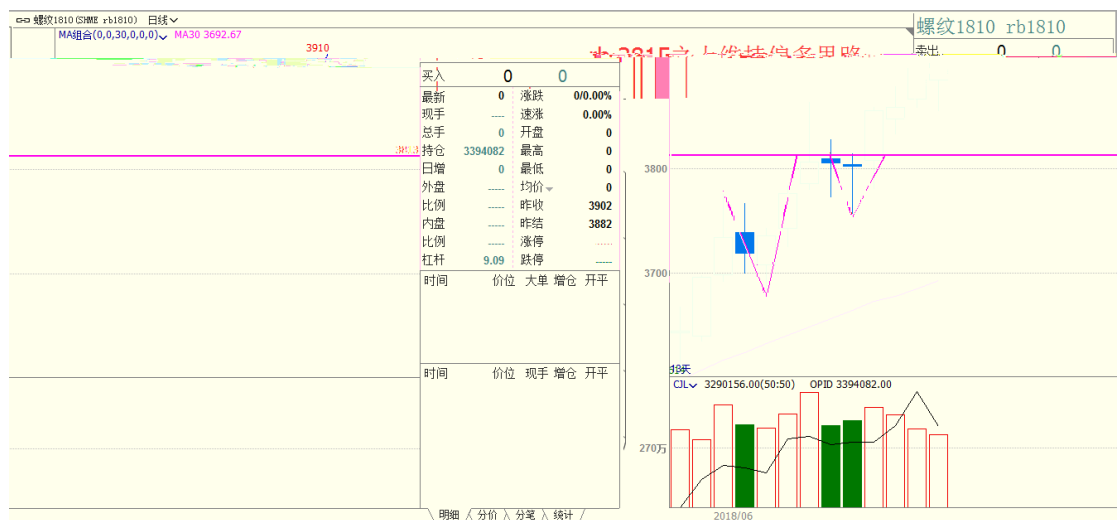 螺纹1810(SHME rb1810) 日线
MA组合(0,0,30,0,0,0) MA30 3692.67
3910
螺纹1810 rb1810
卖出 0 0
买入 0 0
最新 0 涨跌 0/0.00%
现手 ---- 速涨 0.00%
总手 0 开盘 0
持仓 3394082 最高 0
日增 0 最低 0
外盘 ----- 均价 0
比例 ----- 昨收 3902
内盘 ----- 昨结 3882
比例 ----- 涨停 -----
杠杆 9.09 跌停 -----
时间 价位 大单 增仓 开平
时间 价位 现手 增仓 开平
明细 分价 分笔 统计
3800
3700
CJL 3290156.00(50:50) OPID 3394082.00
270万
2018/06